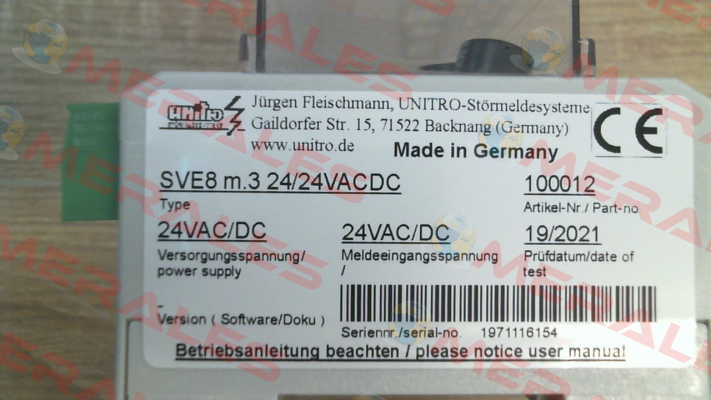 unitro
Jürgen Fleischmann, UNITRO-Störmeldesysteme
Gaildorfer Str. 15, 71522 Backnang (Germany)
www.unitro.de
Made in Germany
CE
SVE8 m.3 24/24VACDC
100012
Type
Artikel-Nr./ Part-no
24VAC/DC
24VAC/DC
19/2021
Versorgungsspannung/
Meldeeingangsspannung
Prüfdatum/date of
power supply
/
test
-
Version ( Software/Doku )
Seriennr./serial-no.
1971116154
Betriebsanleitung beachten / please notice user manual
MERALES